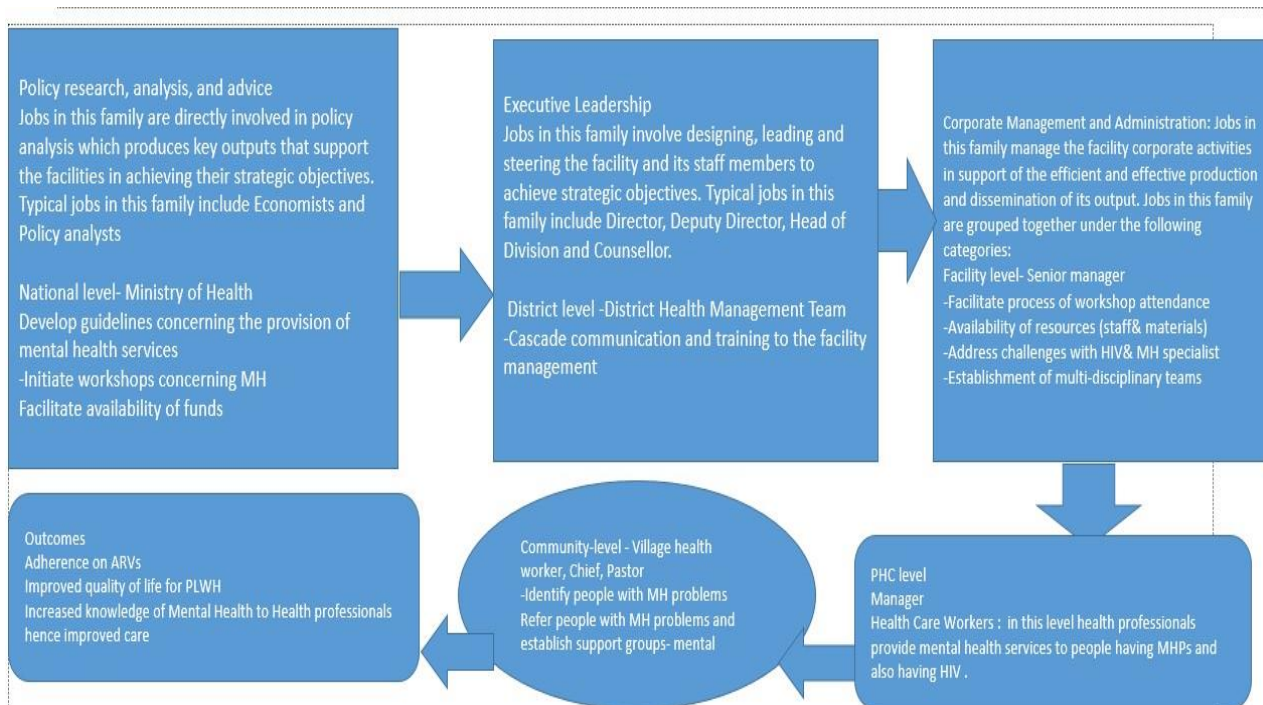 Policy research, analysis, and advice
Jobs in this family are directly involved in policy
analysis which produces key outputs that support
the facilities in achieving their strategic objectives.
Typical jobs in this family include Economists and
Policy analysts
National level- Ministry of Health
Develop guidelines concerning the provision of
mental health services
-Initiate workshops concerning MH
Facilitate availability of funds
Executive Leadership
Jobs in this family involve designing, leading and
steering the facility and its staff members to
achieve strategic objectives. Typical jobs in this
family include Director, Deputy Director, Head of
Division and Counsellor.
District level -District Health Management Team
-Cascade communication and training to the facility
management
Corporate Management and Administration: Jobs in
this family manage the facility corporate activities
in support of the efficient and effective production
and dissemination of its output. Jobs in this family
are grouped together under the following
categories:
Facility level- Senior manager
-Facilitate process of workshop attendance
-Availability of resources (staff& materials)
-Address challenges with HIV& MH specialist
-Establishment of multi-disciplinary teams
PHC level
Manager
Health Care Workers : in this level health professionals
provide mental health services to people having MHPs and
also having HIV .
Community-level - Village health
worker, Chief, Pastor
-Identify people with MH problems
Refer people with MH problems and
establish support groups- mental
Outcomes
Adherence on ARVs
Improved quality of life for PLWH
Increased knowledge of Mental Health to Health professionals
hence improved care